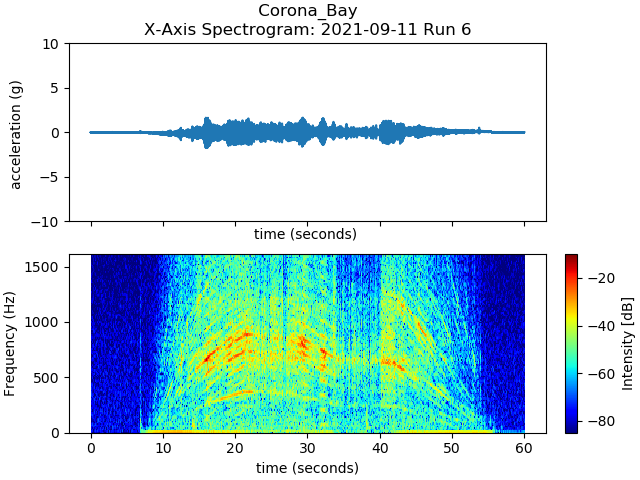 Corona_Bay
X-Axis Spectrogram: 2021-09-11 Run 6
10
5
0
−5
−10
acceleration (g)
time (seconds)
1500
1000
500
0
Frequency (Hz)
0 10 20 30 40 50 60
time (seconds)
−20
−40
−60
−80
Intensity [dB]